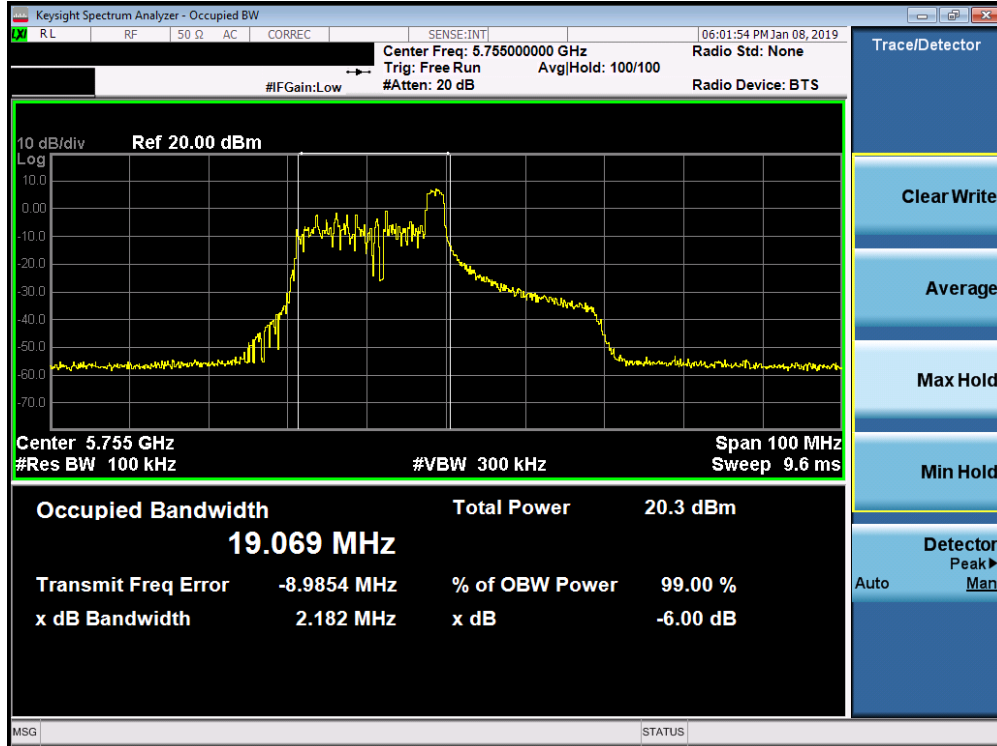 Keysight Spectrum Analyzer - Occupied BW
LXI RL RF 50 Ω AC CORREC SENSE:INT 06:01:54 PM Jan 08, 2019
Center Freq: 5.755000000 GHz Radio Std: None
Trig: Free Run Avg|Hold: 100/100
#IFGain:Low #Atten: 20 dB Radio Device: BTS
Trace/Detector
10 dB/div Ref 20.00 dBm
Log
10.0
0.00
-10.0
-20.0
-30.0
-40.0
-50.0
-60.0
-70.0
Center 5.755 GHz Span 100 MHz
#Res BW 100 kHz #VBW 300 kHz Sweep 9.6 ms
Occupied Bandwidth Total Power 20.3 dBm
19.069 MHz
Transmit Freq Error -8.9854 MHz % of OBW Power 99.00 %
x dB Bandwidth 2.182 MHz x dB -6.00 dB
Clear Write
Average
Max Hold
Min Hold
Detector
Peak▶
Auto Man
MSG STATUS